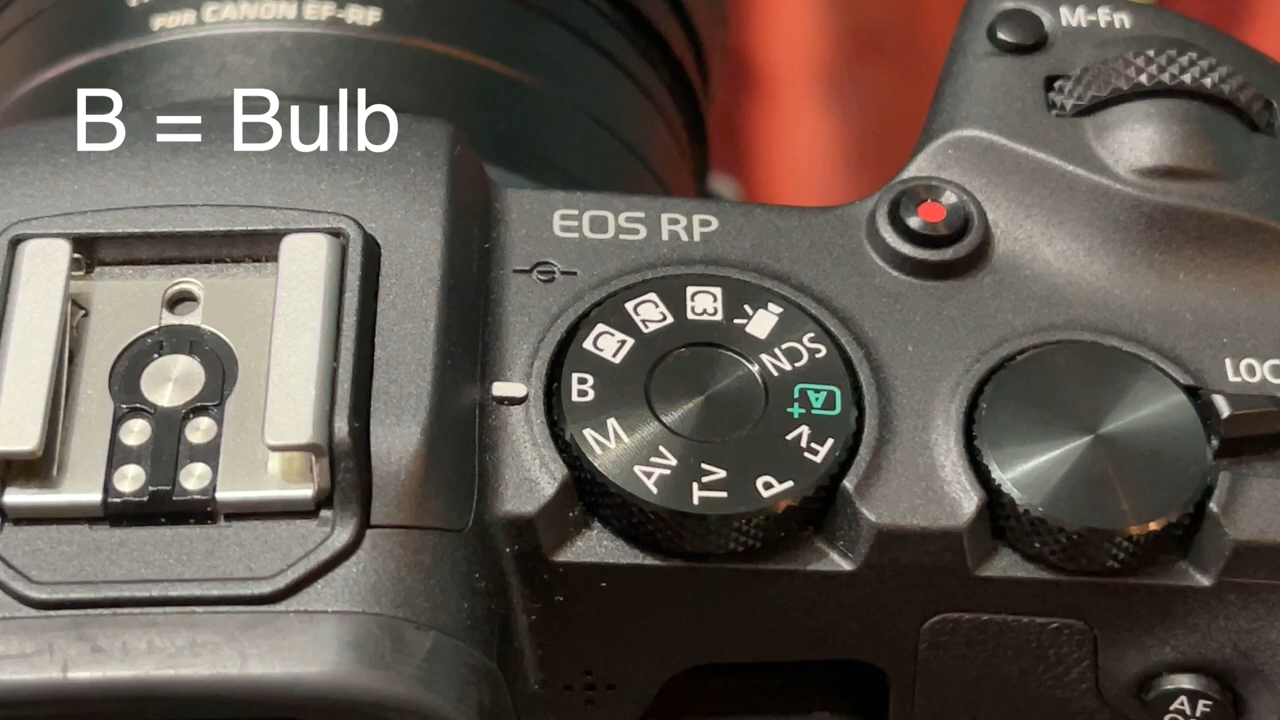 FOR CANON EF-RF
M-Fn
B = Bulb
EOS RP
C3
C2
C1
SCN
B
A+
M
Fv
Av
Tv
P
LOC
AF